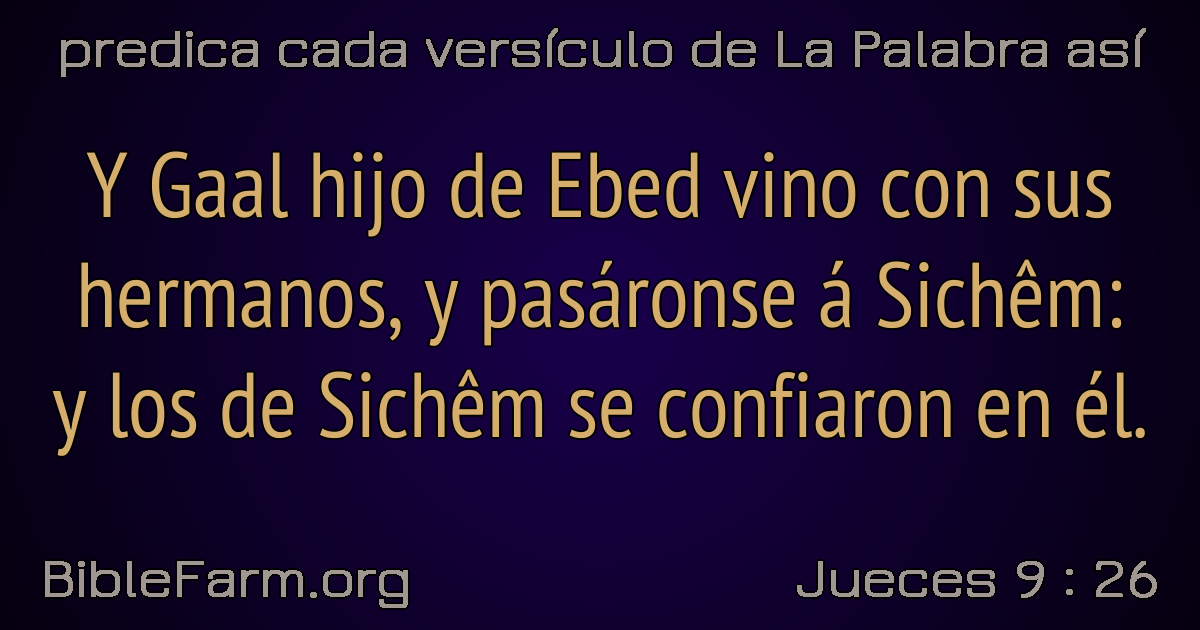 predica cada versículo de La Palabra así
Y Gaal hijo de Ebed vino con sus
hermanos, y pasáronse á Sichêm:
y los de Sichêm se confiaron en él.
BibleFarm.org
Jueces 9 : 26